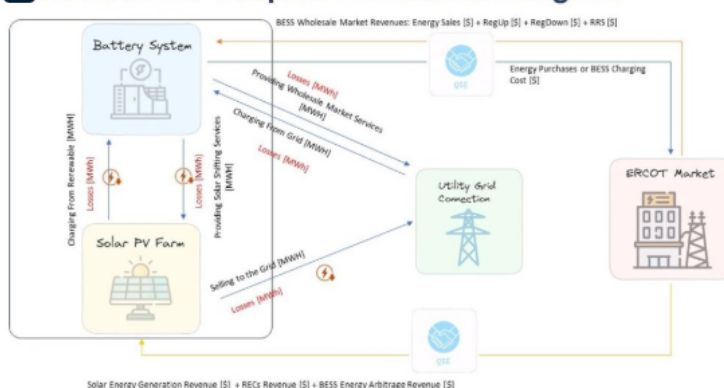 BESS Wholesale Market Revenues: Energy Sales [$] + RegUp [$] + RegDown [$] + RRS [$]
Battery System
QSE
Energy Purchases or BESS Charging
Cost [$]
Losses [MWh]
Providing Wholesale Market Services
[MWH]
Charging From Grid [MWH]
Losses [MWh]
Charging From Renewable [MWH]
Losses [MWh]
Losses [MWh]
Providing Solar Shifting Services
[MWH]
Utility Grid
Connection
ERCOT Market
Solar PV Farm
Selling to the Grid [MWH]
Losses [MWh]
QSE
Solar Energy Generation Revenue [$] + RECs Revenue [$] + BESS Energy Arbitrage Revenue [$]